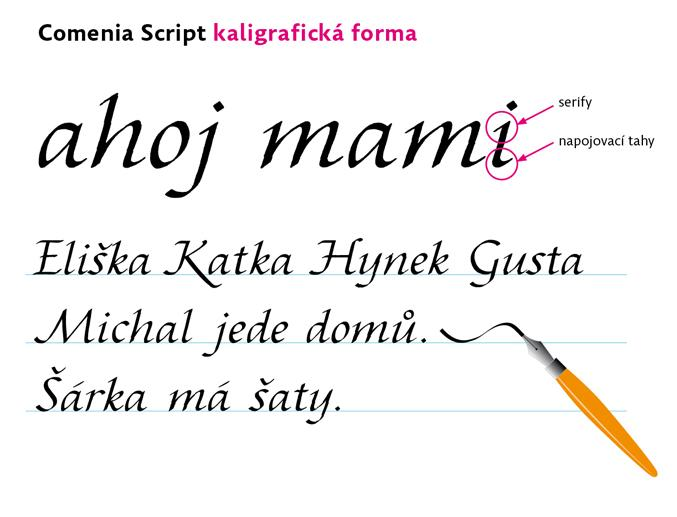 Comenia Script kaligrafická forma
ahoj mami
serify
napojovací tahy
Eliška Katka Hynek Gusta
Michal jede domů.
Šárka má šaty.